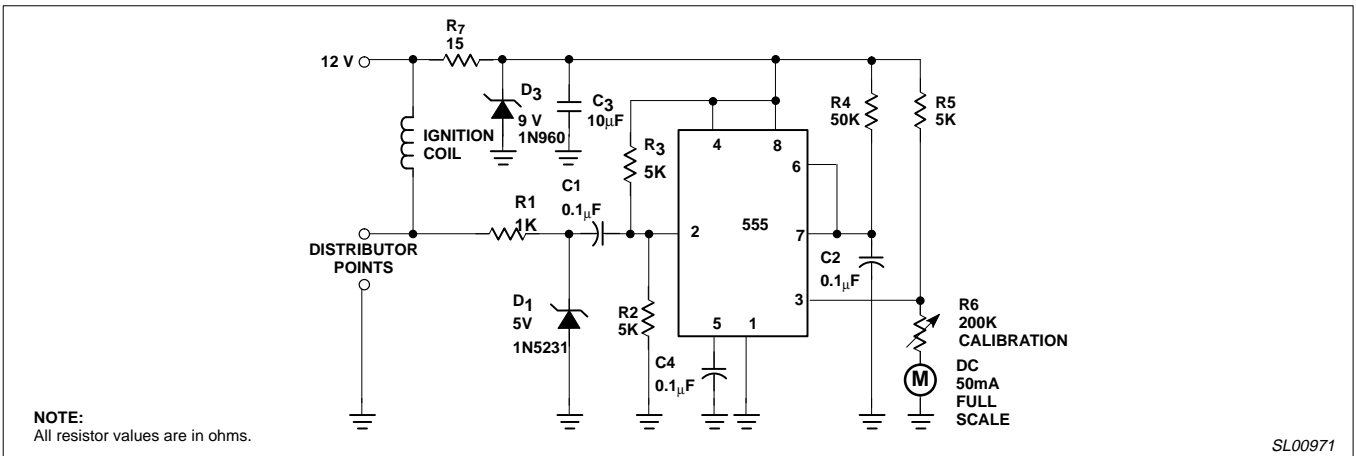 R7
15
12 V
D3
9 V
1N960
C3
10μF
IGNITION
COIL
R3
5K
4
8
R4
50K
R5
5K
6
C1
0.1μF
R1
1K
2
555
7
DISTRIBUTOR
POINTS
C2
0.1μF
3
D1
5V
1N5231
R2
5K
5
1
C4
0.1μF
R6
200K
CALIBRATION
M
DC
50mA
FULL
SCALE
NOTE:
All resistor values are in ohms.
SL00971